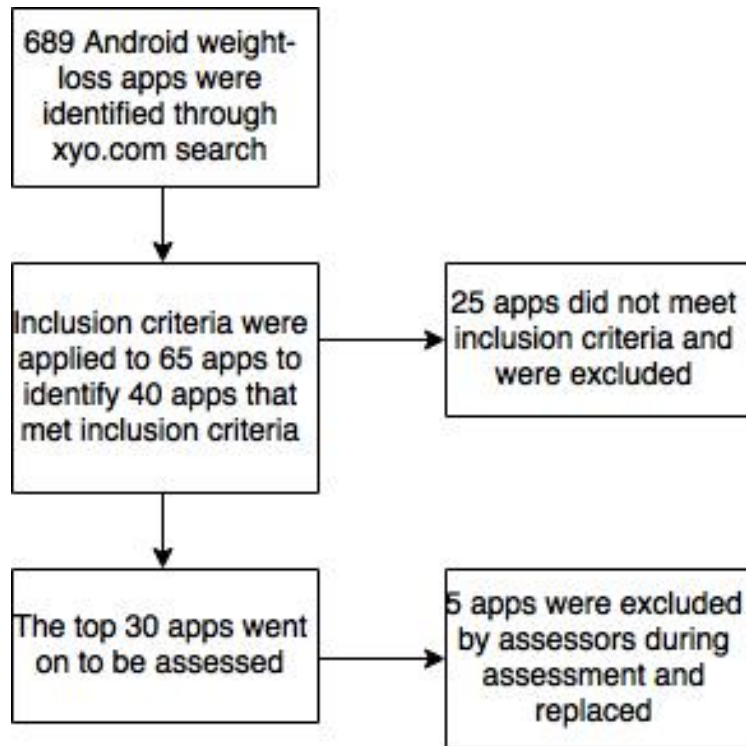 689 Android weight-
loss apps were
identified through
xyo.com search
Inclusion criteria were
applied to 65 apps to
identify 40 apps that
met inclusion criteria
25 apps did not meet
inclusion criteria and
were excluded
The top 30 apps went
on to be assessed
5 apps were excluded
by assessors during
assessment and
replaced